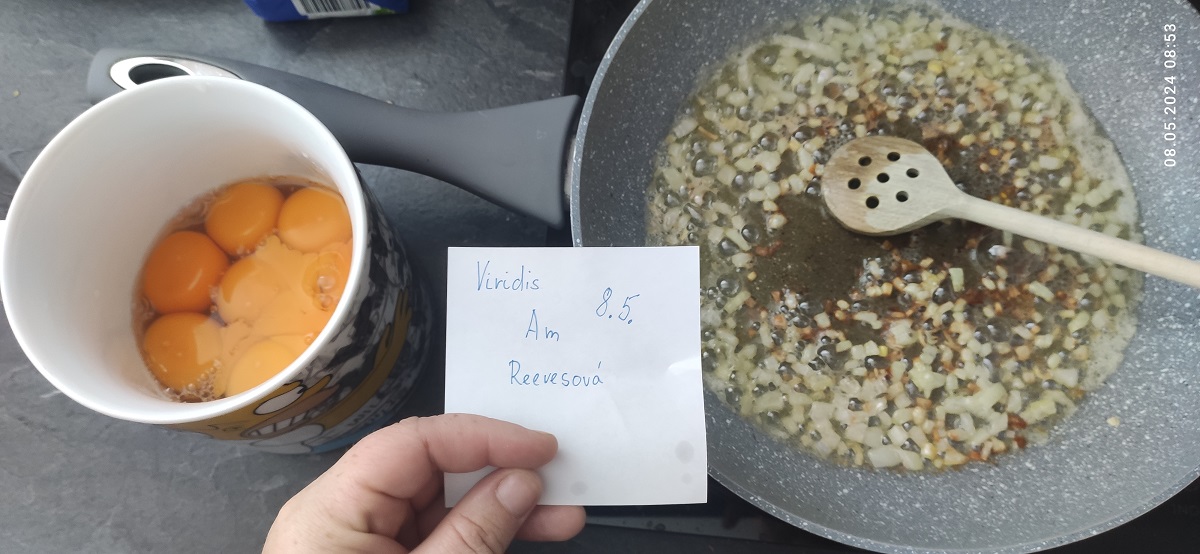 Viridis
8.5.
Am
Reevesová
08.05.2024 08:53